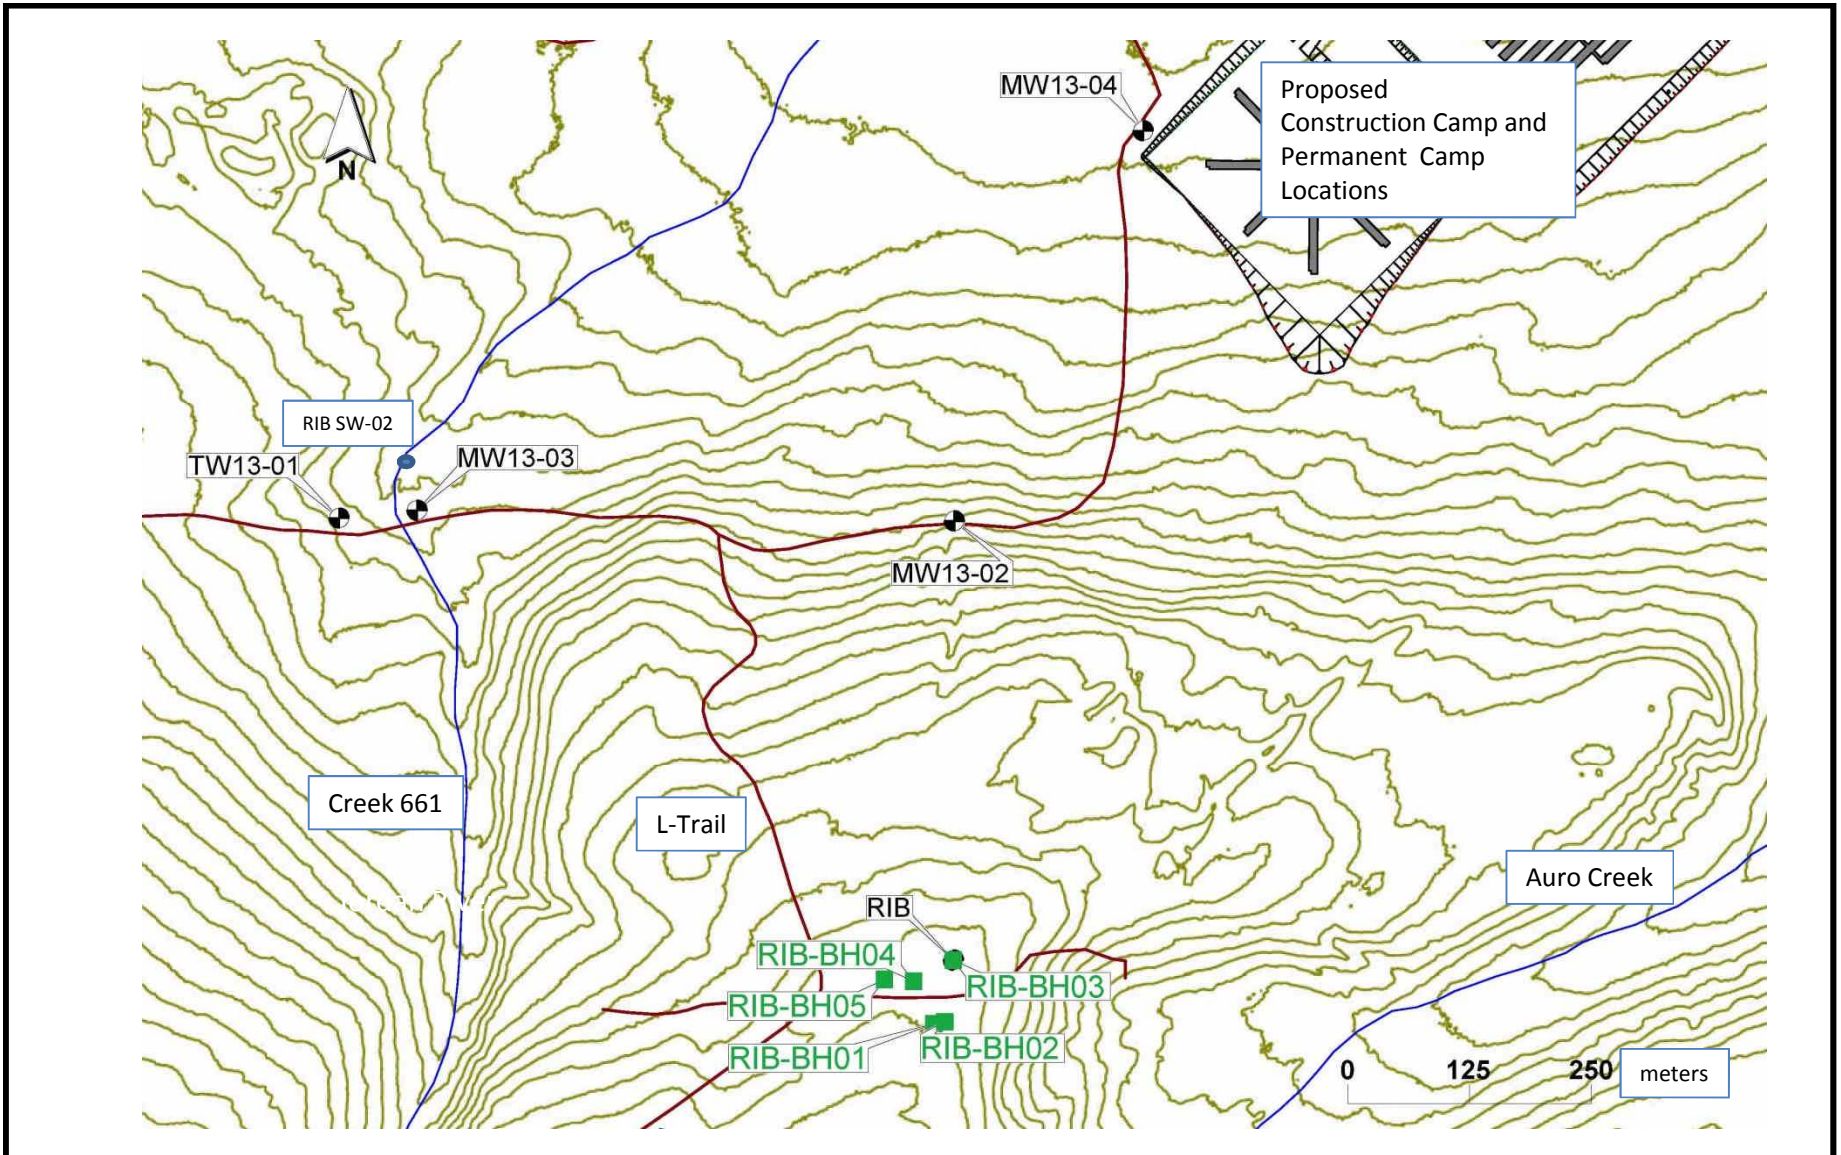 MW13-04
Proposed
Construction Camp and
Permanent Camp
Locations
N
RIB SW-02
TW13-01
MW13-03
MW13-02
Creek 661
L-Trail
Auro Creek
RIB
RIB-BH04
RIB-BH03
RIB-BH05
RIB-BH01
RIB-BH02
0 125 250 meters